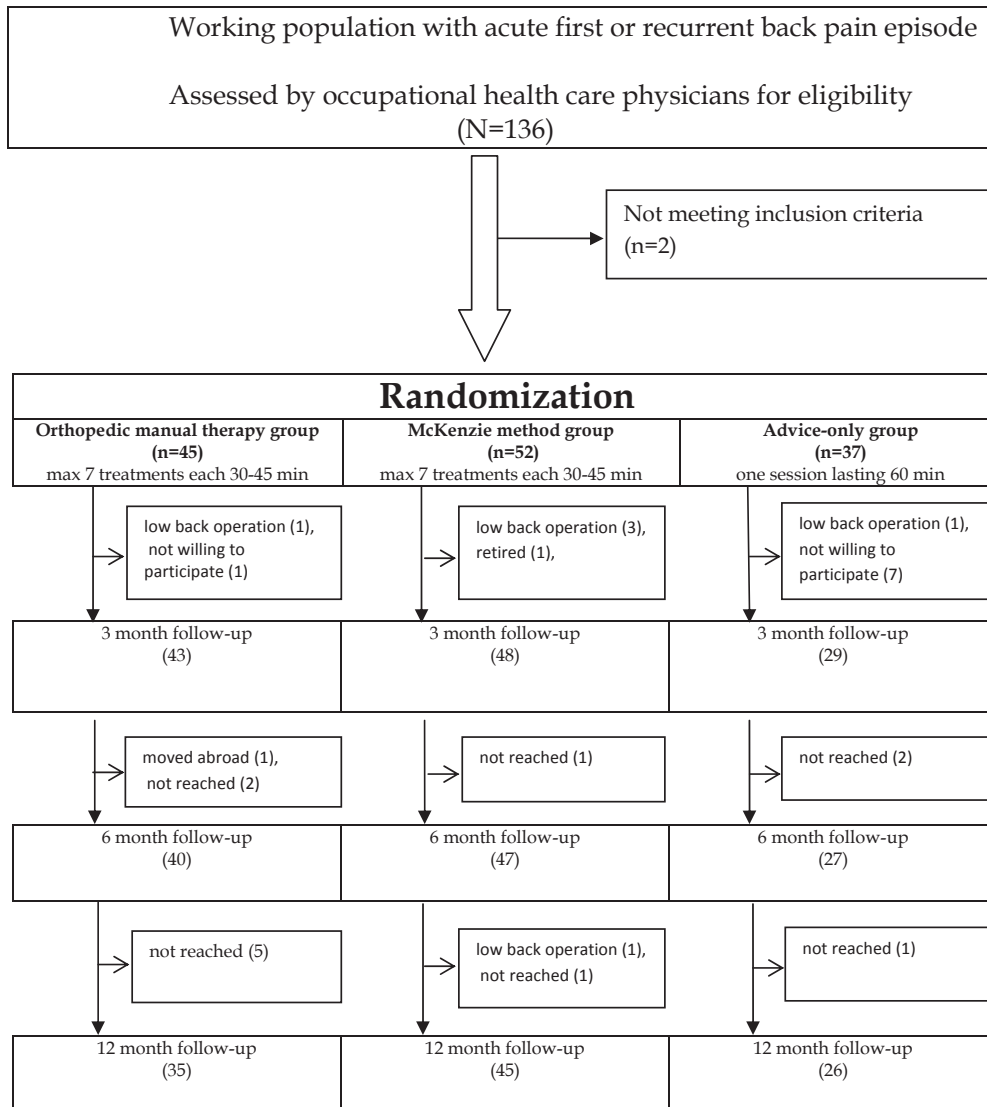 Working population with acute first or recurrent back pain episode
Assessed by occupational health care physicians for eligibility
(N=136)
Not meeting inclusion criteria
(n=2)
Randomization
Orthopedic manual therapy group
(n=45)
max 7 treatments each 30-45 min
McKenzie method group
(n=52)
max 7 treatments each 30-45 min
Advice-only group
(n=37)
one session lasting 60 min
low back operation (1),
not willing to
participate (1)
low back operation (3),
retired (1),
low back operation (1),
not willing to
participate (7)
3 month follow-up
(43)
3 month follow-up
(48)
3 month follow-up
(29)
moved abroad (1),
not reached (2)
not reached (1)
not reached (2)
6 month follow-up
(40)
6 month follow-up
(47)
6 month follow-up
(27)
not reached (5)
low back operation (1),
not reached (1)
not reached (1)
12 month follow-up
(35)
12 month follow-up
(45)
12 month follow-up
(26)